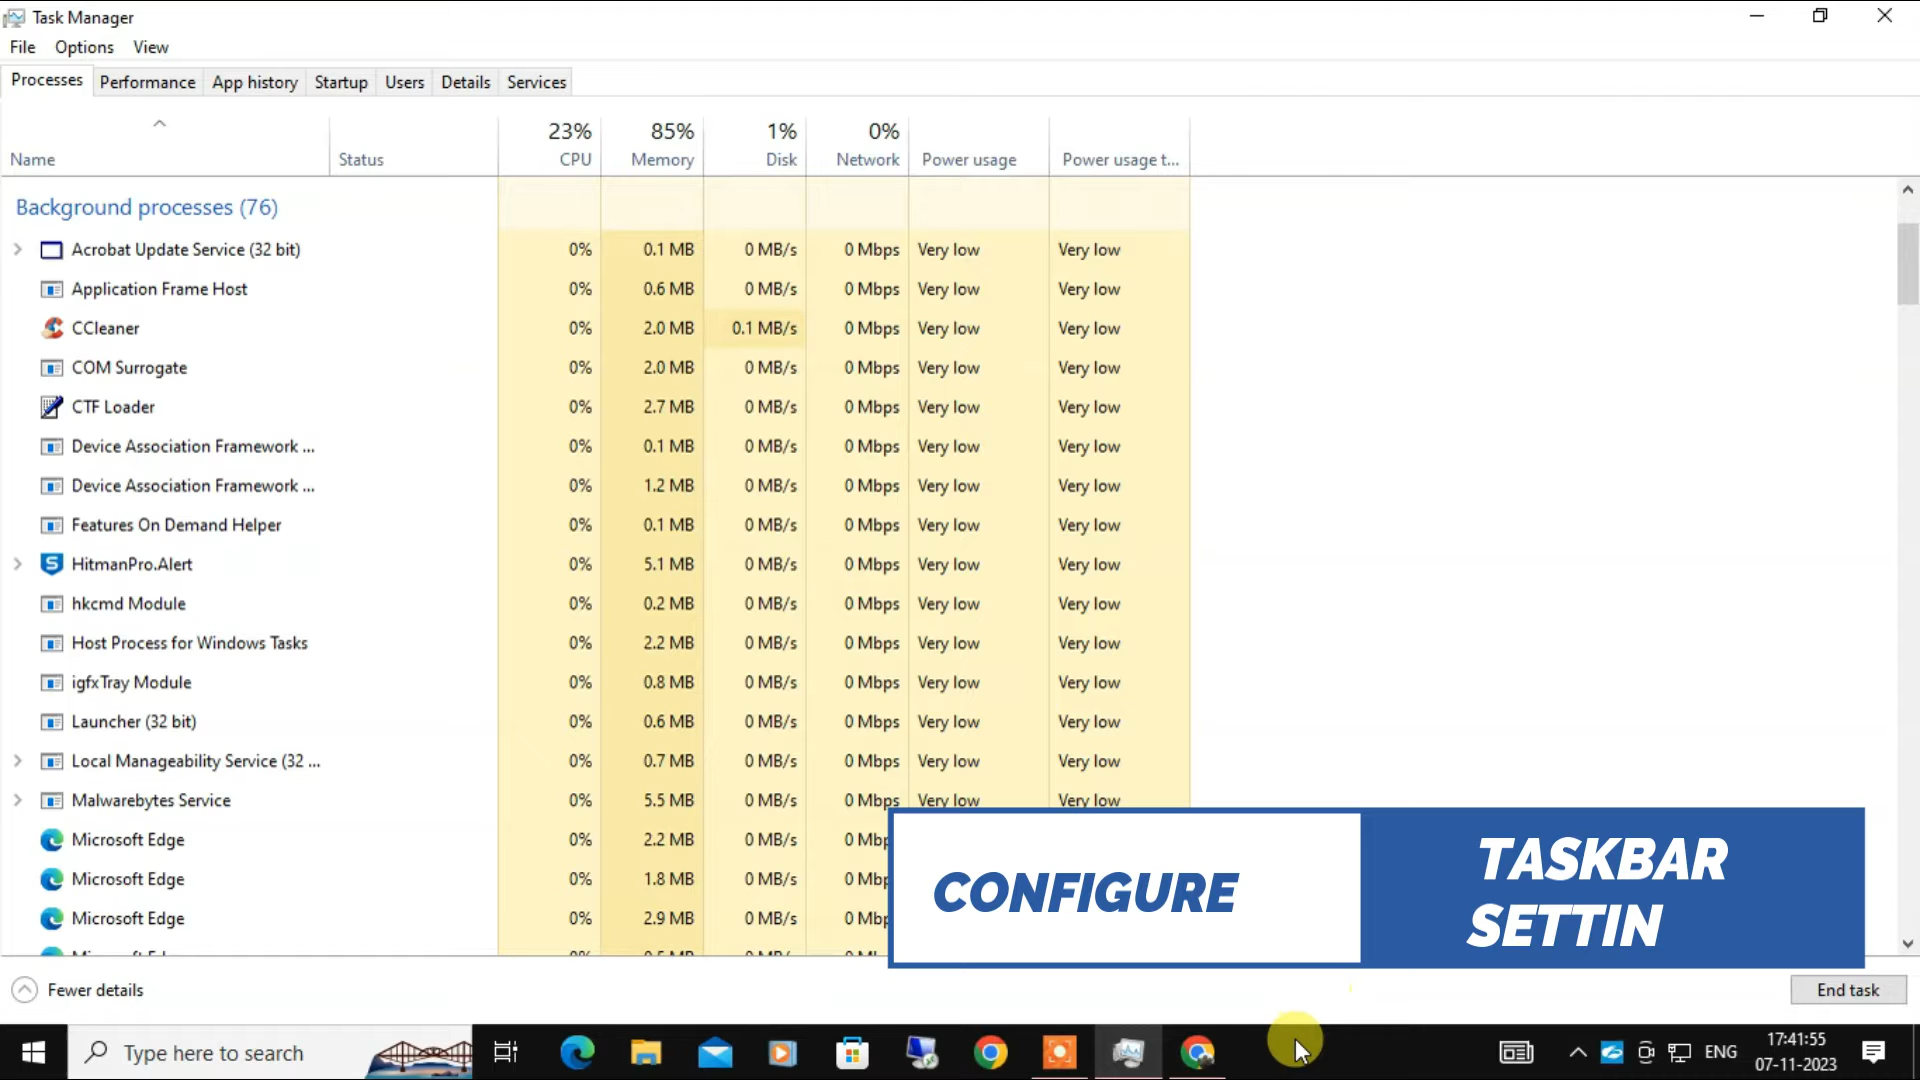 Task Manager
File Options View
Processes Performance App history Startup Users Details Services
23% 85% 1% 0%
Name Status CPU Memory Disk Network Power usage Power usage t...
Background processes (76)
Acrobat Update Service (32 bit) 0% 0.1 MB 0 MB/s 0 Mbps Very low Very low
Application Frame Host 0% 0.6 MB 0 MB/s 0 Mbps Very low Very low
CCleaner 0% 2.0 MB 0.1 MB/s 0 Mbps Very low Very low
COM Surrogate 0% 2.0 MB 0 MB/s 0 Mbps Very low Very low
CTF Loader 0% 2.7 MB 0 MB/s 0 Mbps Very low Very low
Device Association Framework ... 0% 0.1 MB 0 MB/s 0 Mbps Very low Very low
Device Association Framework ... 0% 1.2 MB 0 MB/s 0 Mbps Very low Very low
Features On Demand Helper 0% 0.1 MB 0 MB/s 0 Mbps Very low Very low
HitmanPro.Alert 0% 5.1 MB 0 MB/s 0 Mbps Very low Very low
hkcmd Module 0% 0.2 MB 0 MB/s 0 Mbps Very low Very low
Host Process for Windows Tasks 0% 2.2 MB 0 MB/s 0 Mbps Very low Very low
igfxTray Module 0% 0.8 MB 0 MB/s 0 Mbps Very low Very low
Launcher (32 bit) 0% 0.6 MB 0 MB/s 0 Mbps Very low Very low
Local Manageability Service (32 ... 0% 0.7 MB 0 MB/s 0 Mbps Very low Very low
Malwarebytes Service 0% 5.5 MB 0 MB/s 0 Mbps Very low Very low
Microsoft Edge 0% 2.2 MB 0 MB/s 0 Mbp
Microsoft Edge 0% 1.8 MB 0 MB/s 0 Mbp
Microsoft Edge 0% 2.9 MB 0 MB/s 0 Mbp
CONFIGURE
TASKBAR
SETTIN
Fewer details
End task
Type here to search
ENG
17:41:55
07-11-2023